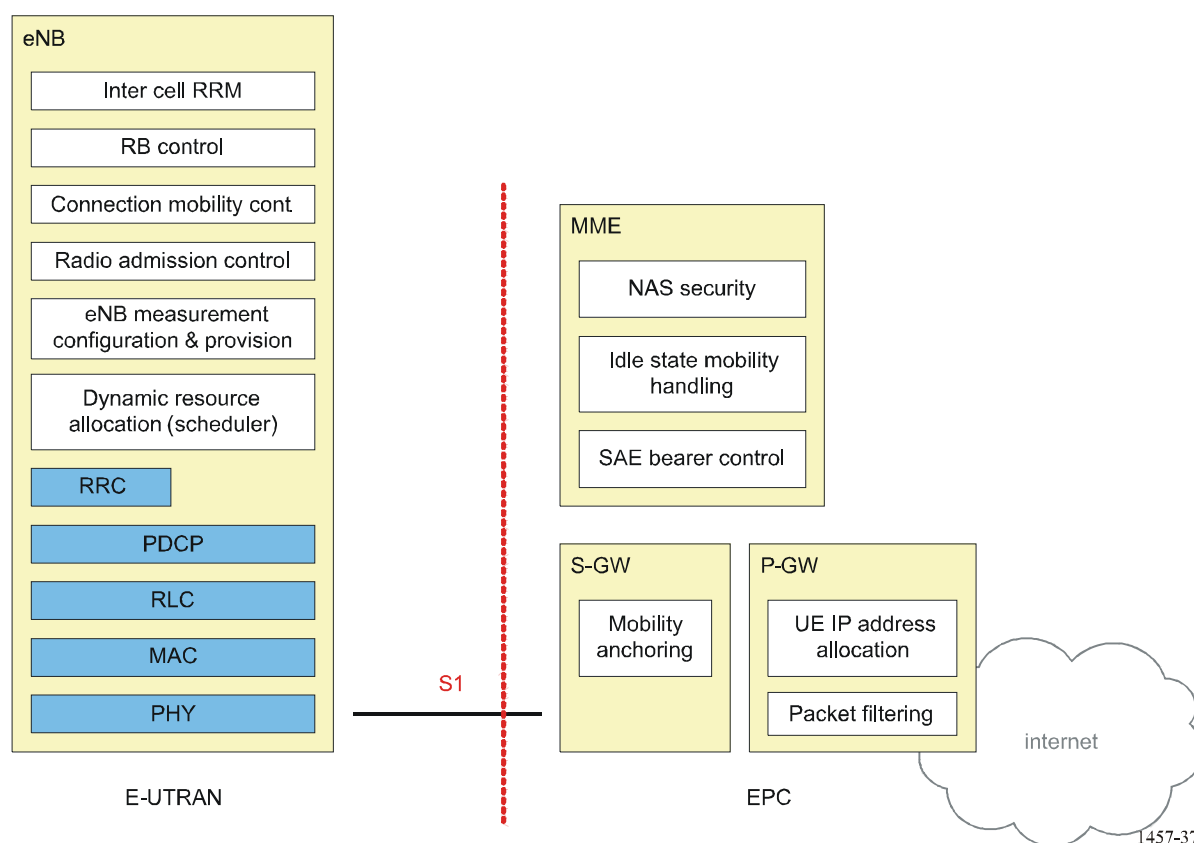 eNB
Inter cell RRM
RB control
Connection mobility cont.
Radio admission control
eNB measurement
configuration & provision
Dynamic resource
allocation (scheduler)
RRC
PDCP
RLC
MAC
PHY
E-UTRAN
S1
MME
NAS security
Idle state mobility
handling
SAE bearer control
S-GW
Mobility
anchoring
P-GW
UE IP address
allocation
Packet filtering
internet
EPC
1457-37